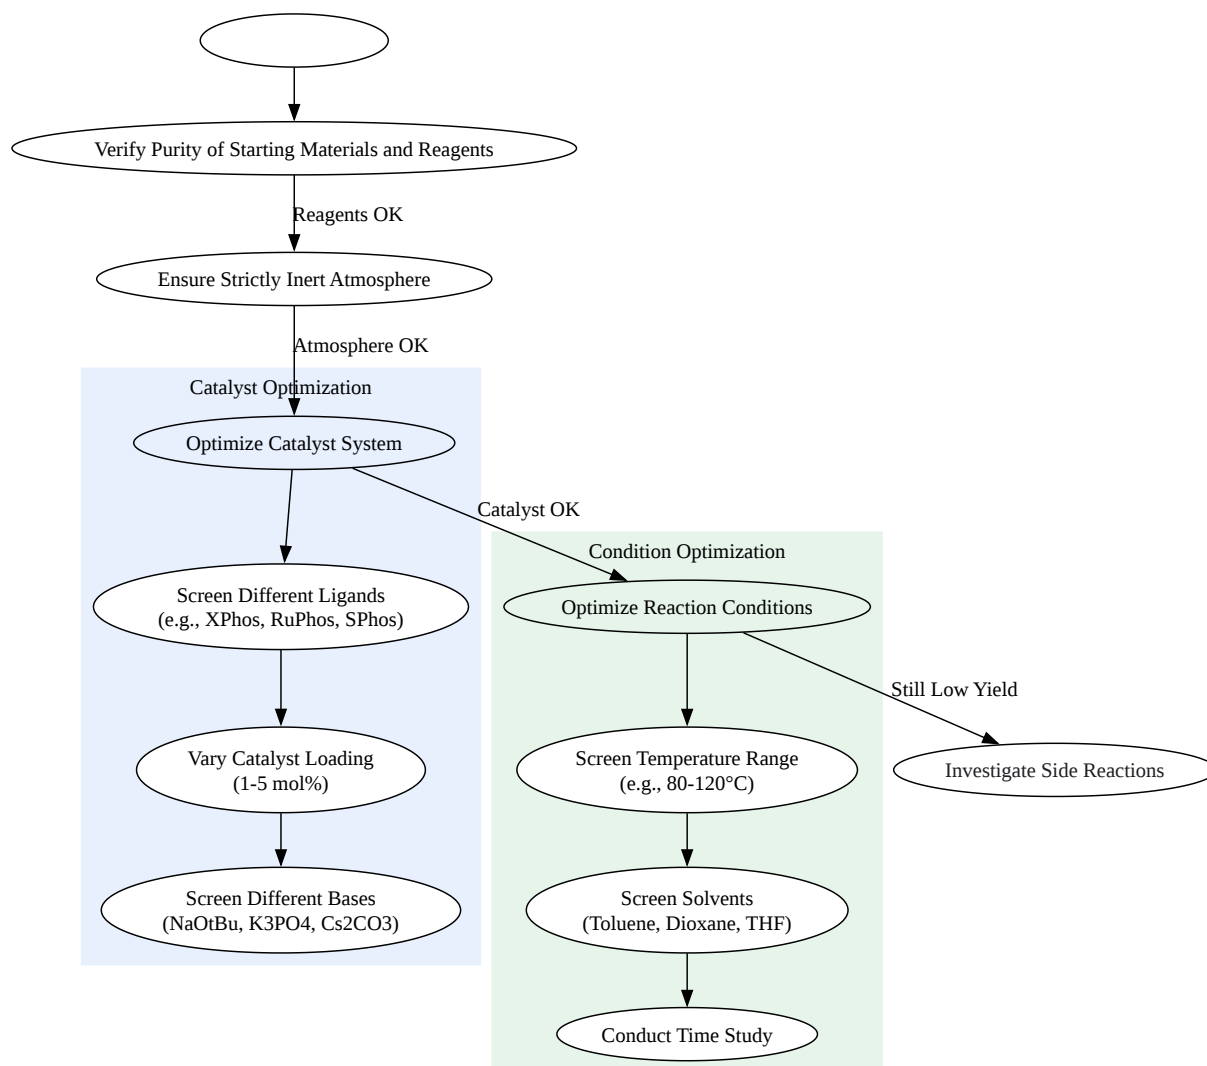 Verify Purity of Starting Materials and Reagents
Reagents OK
Ensure Strictly Inert Atmosphere
Atmosphere OK
Catalyst Optimization
Optimize Catalyst System
Catalyst OK
Condition Optimization
Screen Different Ligands
(e.g., XPhos, RuPhos, SPhos)
Optimize Reaction Conditions
Still Low Yield
Vary Catalyst Loading
(1-5 mol%)
Screen Temperature Range
(e.g., 80-120°C)
Investigate Side Reactions
Screen Different Bases
(NaOtBu, K3PO4, Cs2CO3)
Screen Solvents
(Toluene, Dioxane, THF)
Conduct Time Study